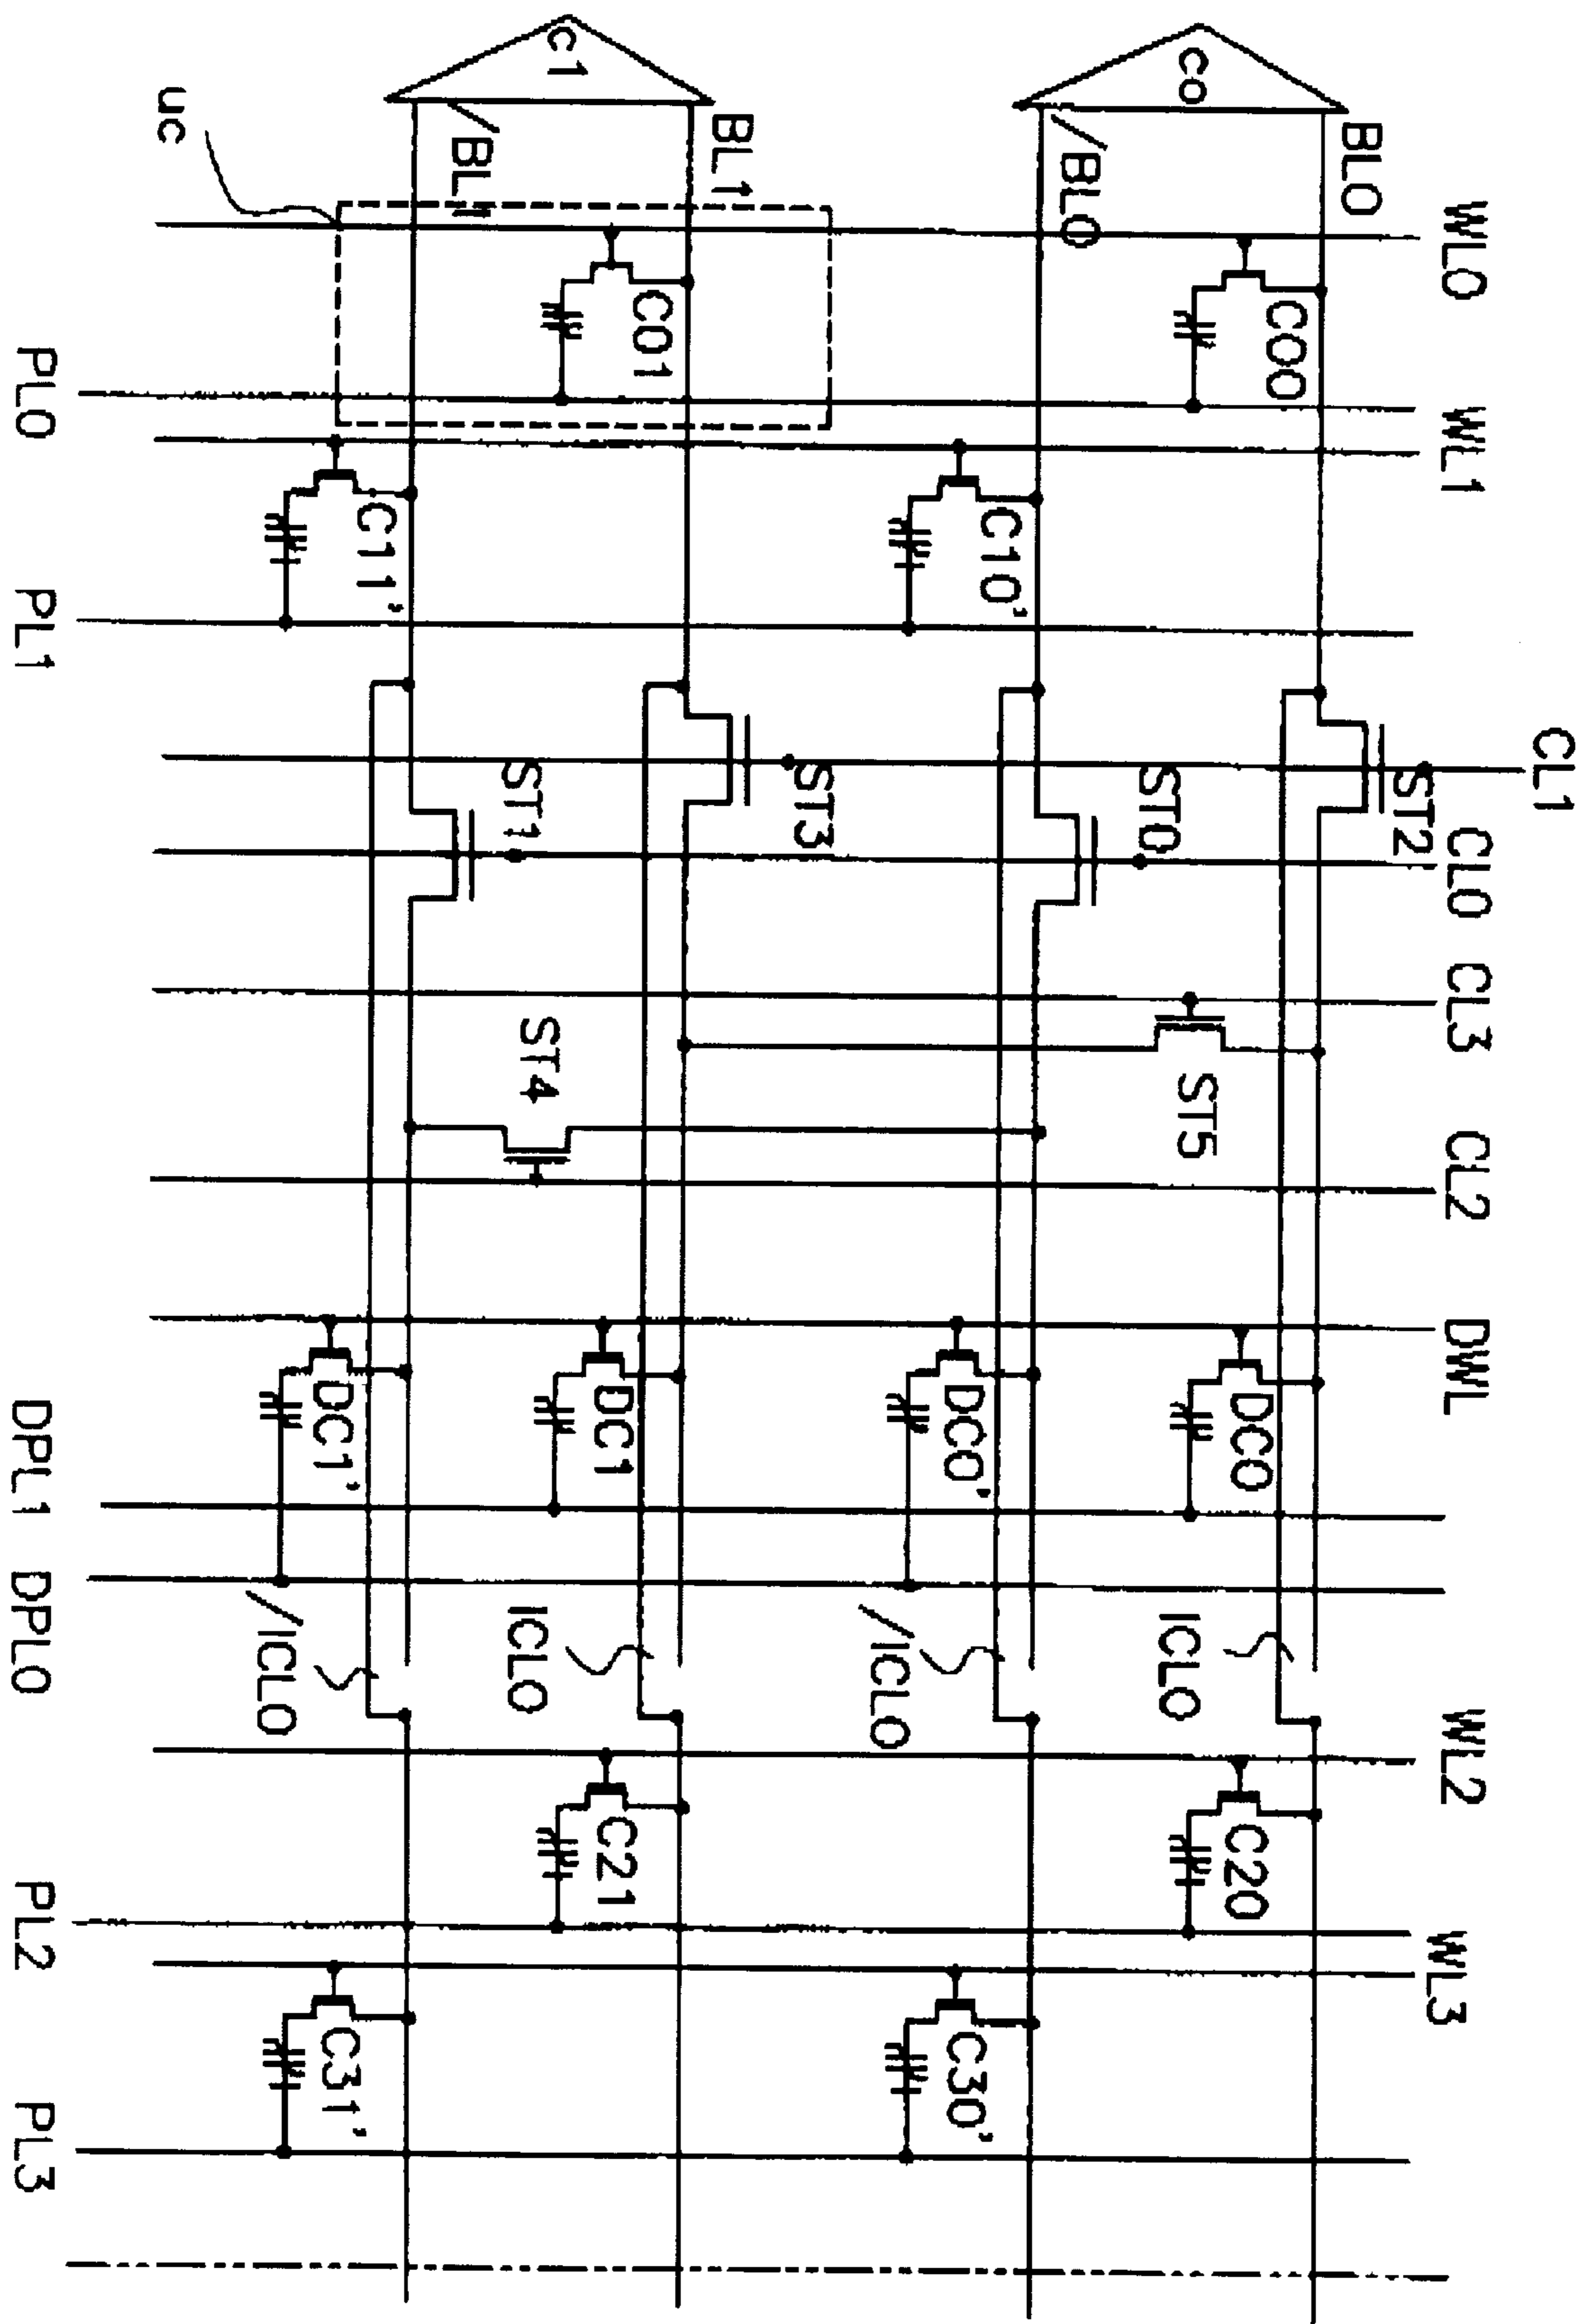 CL1
WL0 WL1 CL0 CL3 CL2 DWL WL2 WL3
BL0
ST2
co
C00
ST5
DC0
ICL0
C20
ST0
/BL0
C10'
DC0'
/ICL0
C30'
ST3
BL1
C01
DC1
ICL0
C21
c1
ST1
ST4
/BL1
C11'
DC1'
/ICL0
C31'
uc
PL0 PL1 DPL1 DPL0 PL2 PL3